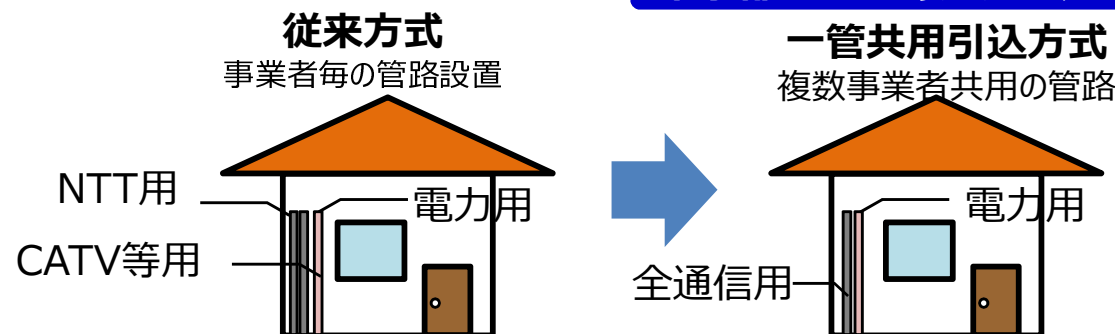 従来方式
事業者毎の管路設置
NTT用
CATV等用
電力用
一管共用引込方式
複数事業者共用の管路
電力用
全通信用